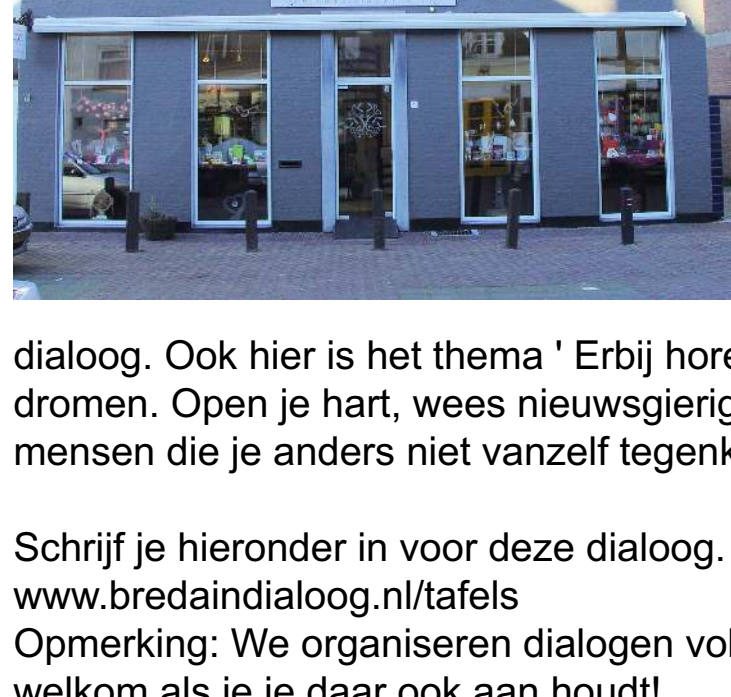 dialoog. Ook hier is het thema ' Erbij hore
dromen. Open je hart, wees nieuwsgierig
mensen die je anders niet vanzelf tegenk
Schrijf je hieronder in voor deze dialoog.
www.bredaindialoog.nl/tafels
Opmerking: We organiseren dialogen vol
welkom als je je daar ook aan houdt!